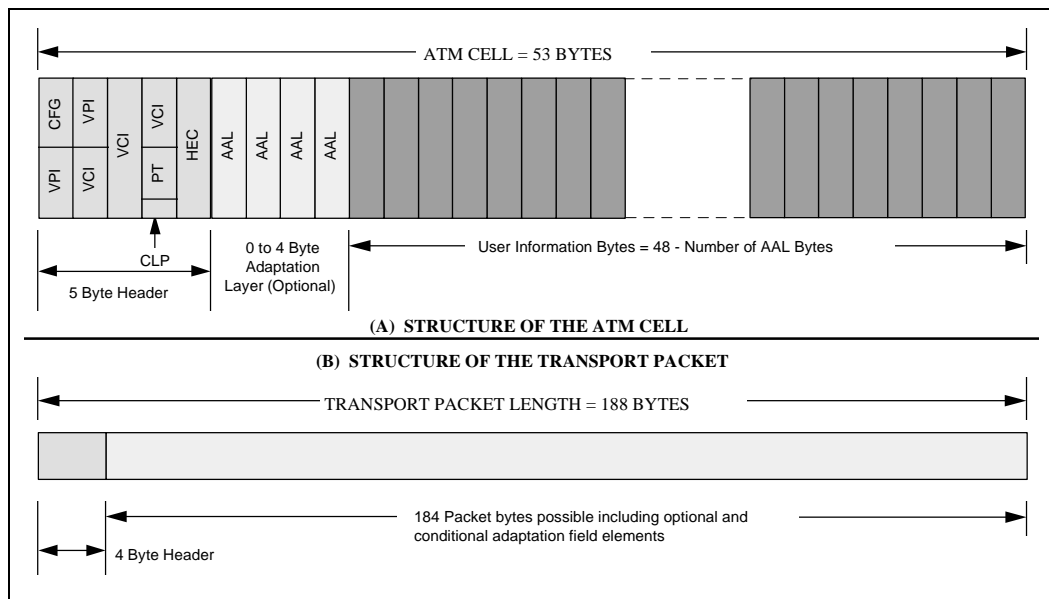 ATM CELL = 53 BYTES
CFG
VPI
VPI
VCI
VCI
VCI
PT
HEC
AAL
AAL
AAL
AAL
CLP
5 Byte Header
0 to 4 Byte
Adaptation
Layer (Optional)
User Information Bytes = 48 - Number of AAL Bytes
(A) STRUCTURE OF THE ATM CELL
(B) STRUCTURE OF THE TRANSPORT PACKET
TRANSPORT PACKET LENGTH = 188 BYTES
184 Packet bytes possible including optional and
conditional adaptation field elements
4 Byte Header